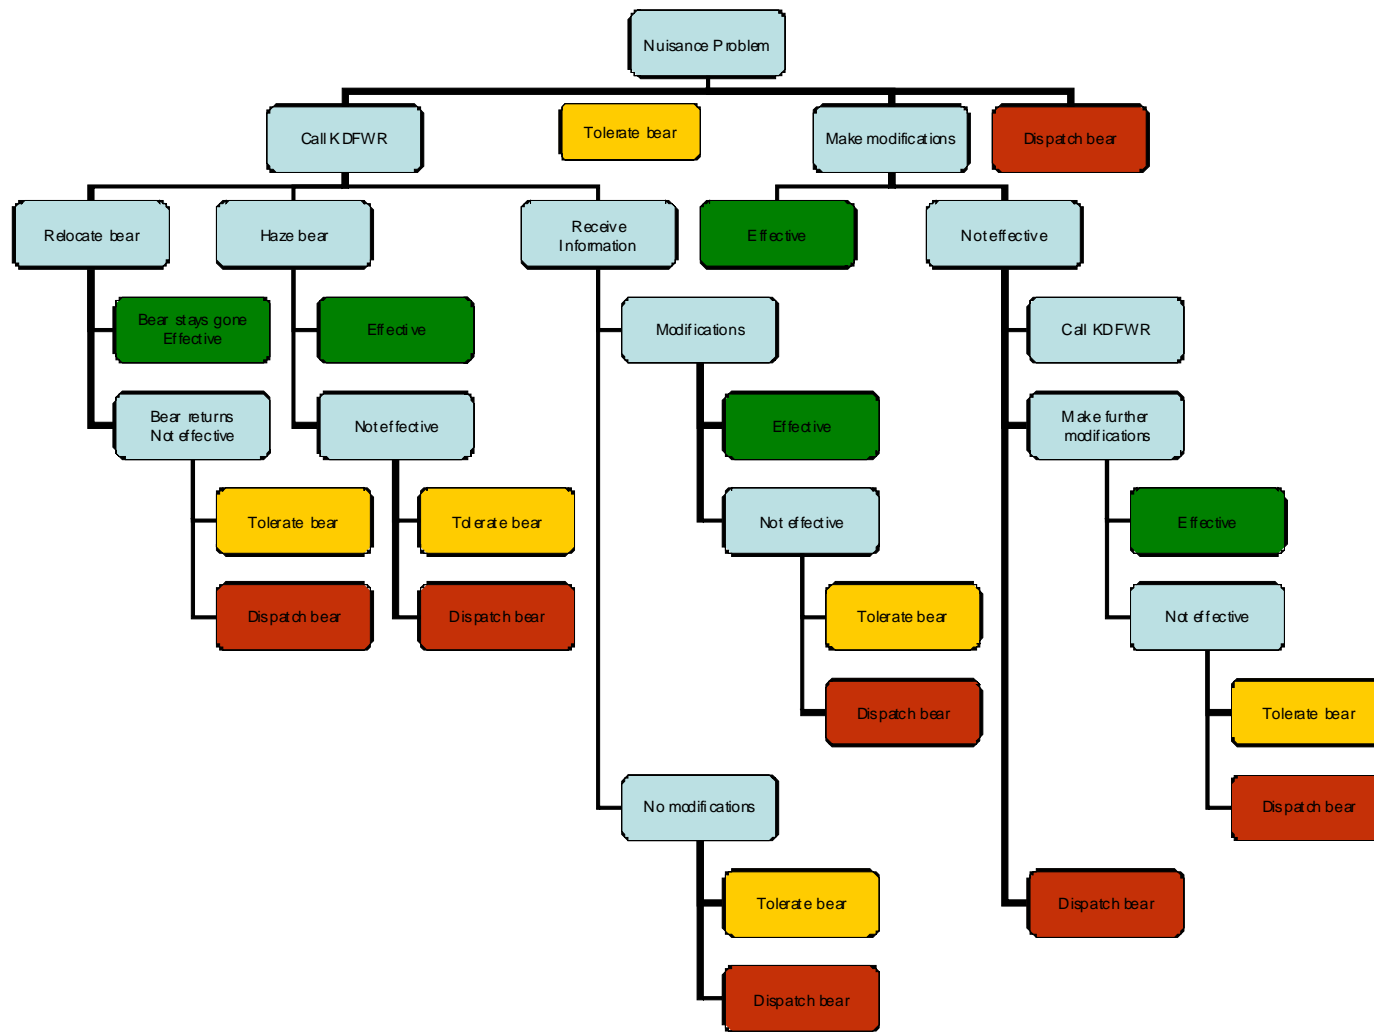 Nuisance Problem
Call KDFWR
Tolerate bear
Make modifications
Dispatch bear
Relocate bear
Haze bear
Receive
Information
Effective
Not effective
Bear stays gone
Effective
Effective
Modifications
Call KDFWR
Bear returns
Not effective
Not effective
Effective
Make further
modifications
Tolerate bear
Tolerate bear
Not effective
Effective
Dispatch bear
Dispatch bear
Tolerate bear
Not effective
Dispatch bear
Tolerate bear
No modifications
Dispatch bear
Tolerate bear
Dispatch bear
Dispatch bear